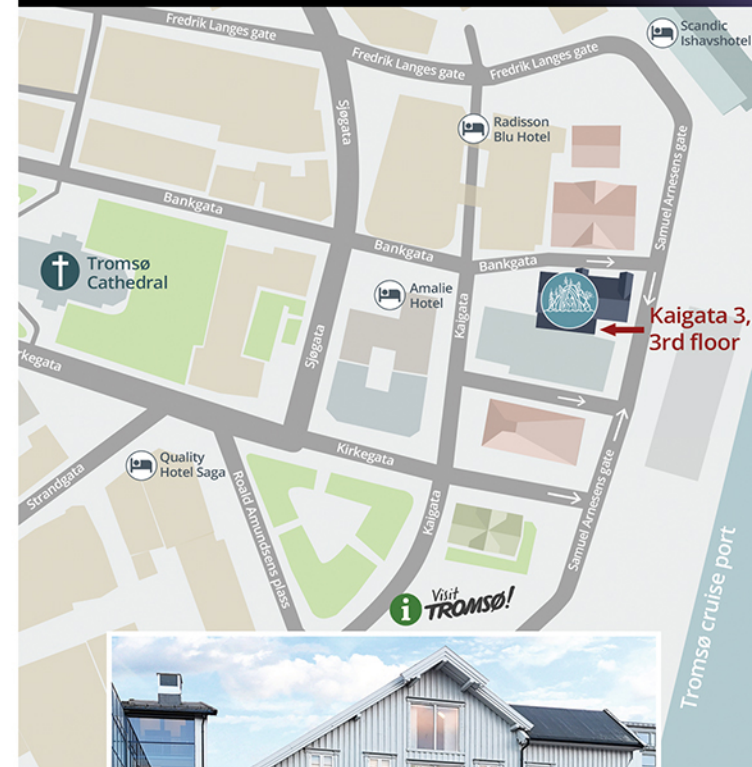 Fredrik Langes gate
Fredrik Langes gate
Fredrik Langes gate
Scandic
Ishavshotel
Sjøgata
Radisson
Blu Hotel
Samuel Arnesens gate
Bankgata
Bankgata
Bankgata
Tromsø
Cathedral
Amalie
Hotel
Kaigata
Kaigata 3,
3rd floor
Sjøgata
rkegata
Kirkegata
Quality
Hotel Saga
Strandgata
Roald Amundsens plass
Kaigata
Samuel Arnesens gate
i
Visit
TROMSØ!
Tromsø cruise port